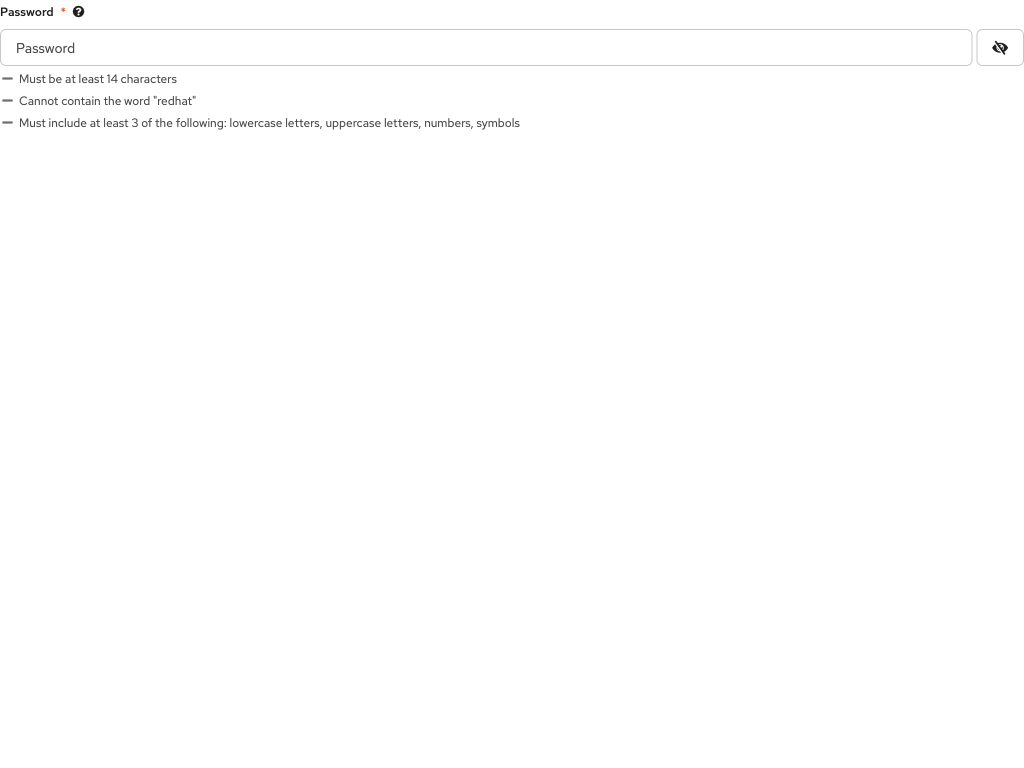 Password *
Password
Must be at least 14 characters
Cannot contain the word "redhat"
Must include at least 3 of the following: lowercase letters, uppercase letters, numbers, symbols